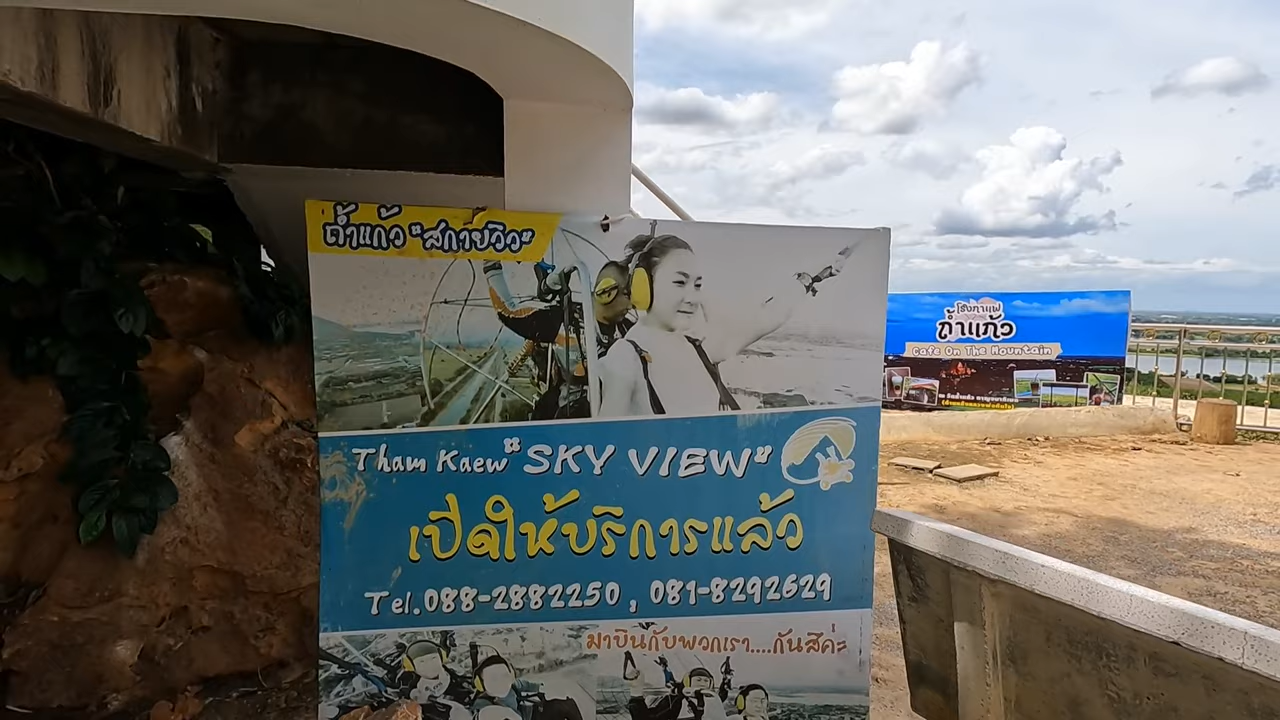 ถ้ำแก้ว "สกายวิว"
Tham Kaew "SKY VIEW"
เปิดให้บริการแล้ว
Tel.088-2882250 , 081-8292629
มาบินกับพวกเรา....กันสิค่ะ
โรงกาแฟ
ถ้ำแก้ว
Cafe On The Mountain